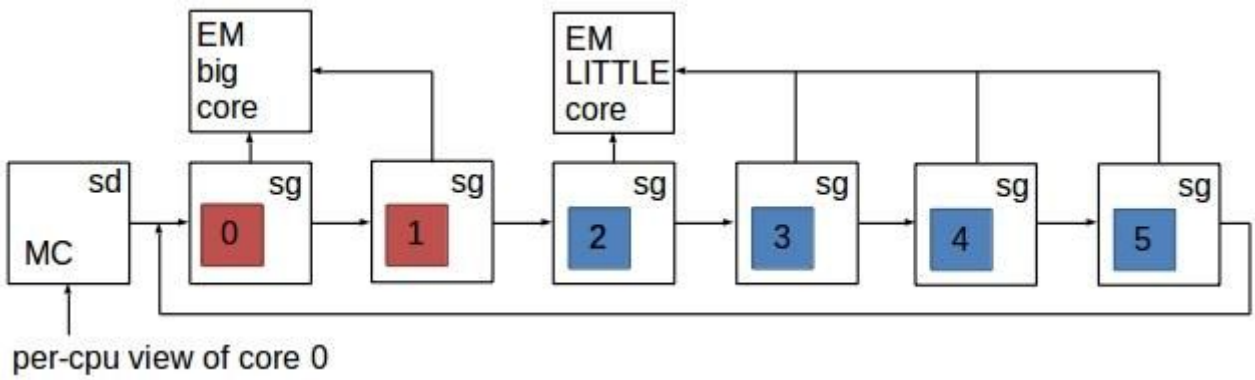 EM
big
core
EM
LITTLE
core
sd
MC
sg
0
sg
1
sg
2
sg
3
sg
4
sg
5
per-cpu view of core 0